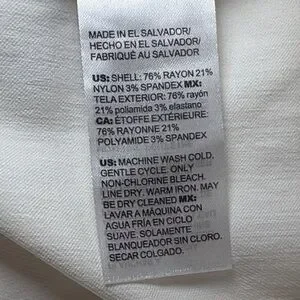 MADE IN EL SALVADOR/
HECHO EN EL SALVADOR/
FABRIQUÉ AU SALVADOR
US: SHELL: 76% RAYON 21%
NYLON 3% SPANDEX MX:
TELA EXTERIOR: 76% rayón
21% poliamida 3% elastano
CA: ÉTOFFE EXTÉRIEURE:
76% RAYONNE 21%
POLYAMIDE 3% SPANDEX
US: MACHINE WASH COLD.
GENTLE CYCLE. ONLY
NON-CHLORINE BLEACH.
LINE DRY. WARM IRON. MAY
BE DRY CLEANED MX:
LAVAR A MÁQUINA CON
AGUA FRÍA EN CICLO
SUAVE. SOLAMENTE
BLANQUEADOR SIN CLORO.
SECAR COLGADO.